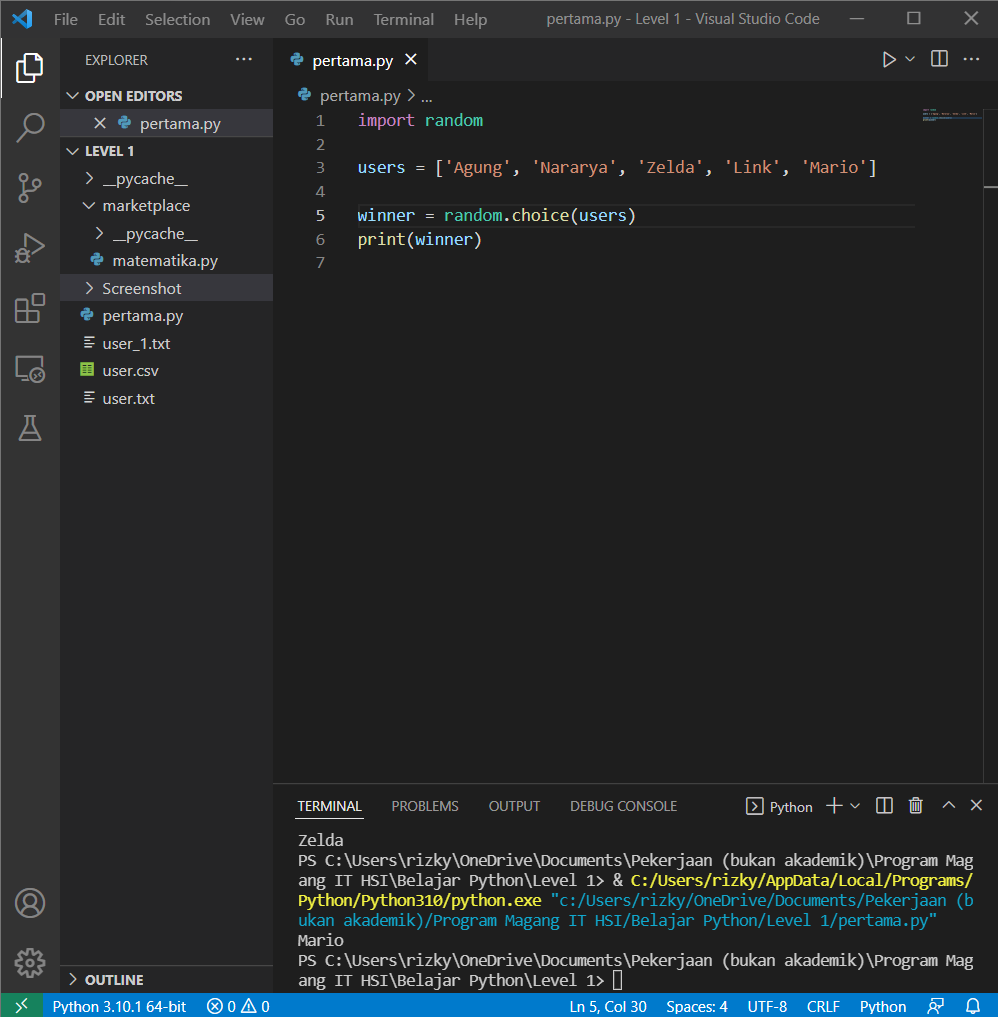 File Edit Selection View Go Run Terminal Help pertama.py - Level 1 - Visual Studio Code
EXPLORER
OPEN EDITORS
pertama.py
LEVEL 1
__pycache__
marketplace
__pycache__
matematika.py
Screenshot
pertama.py
user_1.txt
user.csv
user.txt
OUTLINE
pertama.py
pertama.py > ...
1 import random
2
3 users = ['Agung', 'Nararya', 'Zelda', 'Link', 'Mario']
4
5 winner = random.choice(users)
6 print(winner)
7
TERMINAL PROBLEMS OUTPUT DEBUG CONSOLE Python
Zelda
PS C:\Users\rizky\OneDrive\Documents\Pekerjaan (bukan akademik)\Program Mag
ang IT HSI\Belajar Python\Level 1> & C:/Users/rizky/AppData/Local/Programs/
Python/Python310/python.exe "c:/Users/rizky/OneDrive/Documents/Pekerjaan (b
ukan akademik)/Program Magang IT HSI/Belajar Python/Level 1/pertama.py"
Mario
PS C:\Users\rizky\OneDrive\Documents\Pekerjaan (bukan akademik)\Program Mag
ang IT HSI\Belajar Python\Level 1>
Python 3.10.1 64-bit 0 0 Ln 5, Col 30 Spaces: 4 UTF-8 CRLF Python